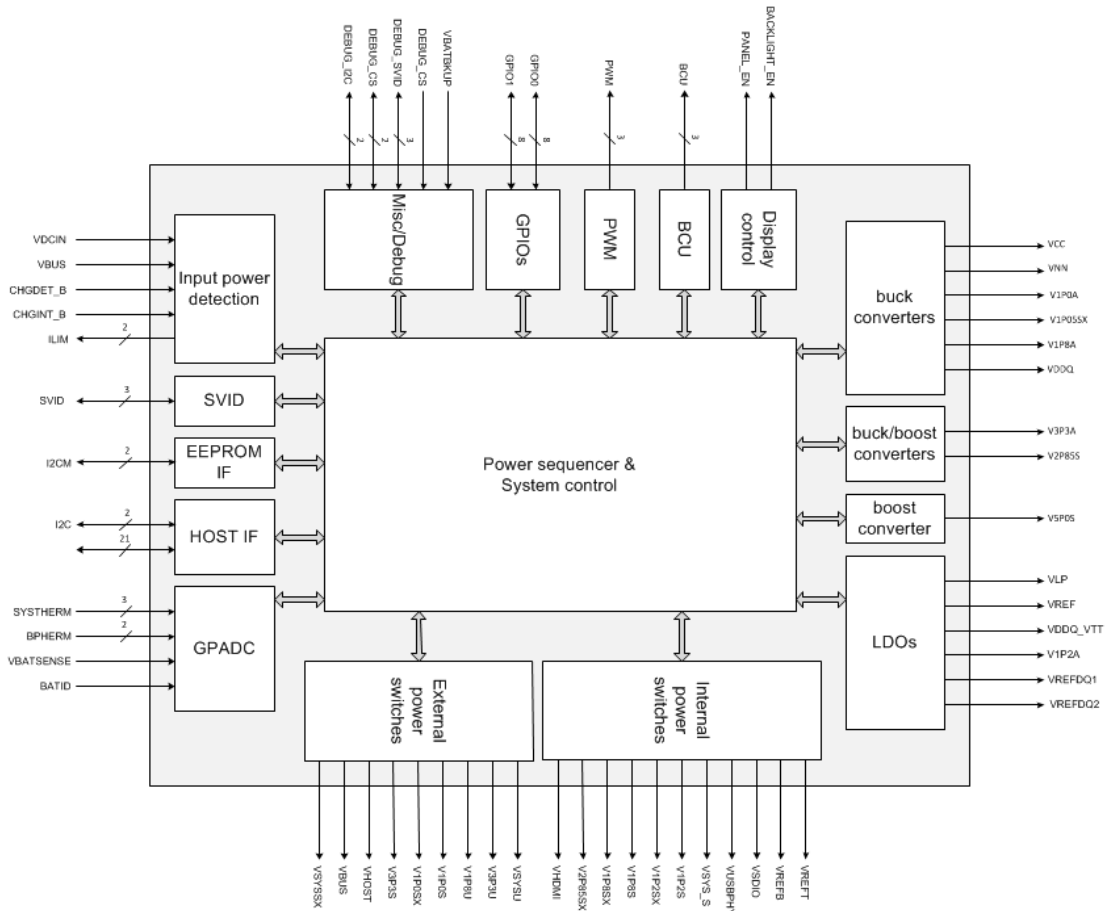 DEBUG_I2C
DEBUG_CS
DEBUG_SVID
DEBUG_CS
VBATBKUP
GPIO1
GPIO0
PWM
BCU
PANEL_EN
BACKLIGHT_EN
2
2
3
8
8
3
3
Misc/Debug
GPIOs
PWM
BCU
Display
control
VDCIN
VBUS
CHGDET_B
CHGINT_B
ILIM
2
Input power
detection
SVID
3
SVID
I2CM
2
EEPROM
IF
I2C
2
21
HOST IF
SYSTHERM
3
BPHERM
2
VBATSENSE
BATID
GPADC
Power sequencer &
System control
buck
converters
VCC
VNN
V1P0A
V1P05SX
V1P8A
VDDQ
buck/boost
converters
V3P3A
V2P85S
boost
converter
V5P0S
LDOs
VLP
VREF
VDDQ_VTT
V1P2A
VREFDQ1
VREFDQ2
External
power
switches
Internal
power
switches
VSYSSX
VBUS
VHOST
V3P3S
V1P0SX
V1P0S
V1P8U
V3P3U
VSYSU
VHDMI
V2P85SX
V1P8SX
V1P8S
V1P2SX
V1P2S
VSYS_S
VUSBPHY
VSDIO
VREFB
VREFT